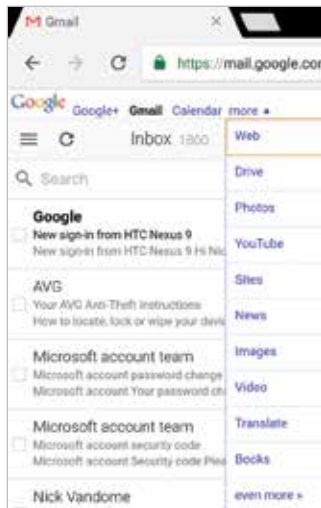 Gmail
https://mail.google.com
Google Google+ Gmail Calendar more
Inbox 1800
Search
Google
New sign-in from HTC Nexus 9
New sign-in from HTC Nexus 9 Hi Nic
AVG
Your AVG Anti-Theft instructions
How to locate, lock or wipe your devi
Microsoft account team
Microsoft account password change
Microsoft account Your password ch
Microsoft account team
Microsoft account security code
Microsoft account Security code Plea
Nick Vandome
Web
Drive
Photos
YouTube
Sites
News
Images
Video
Translate
Books
even more »